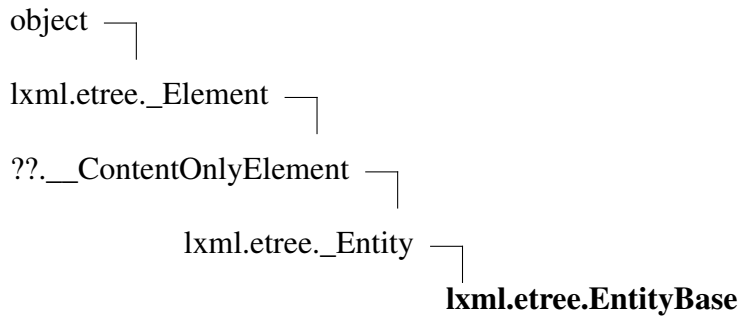 object
lxml.etree._Element
??.__ContentOnlyElement
lxml.etree._Entity
lxml.etree.EntityBase